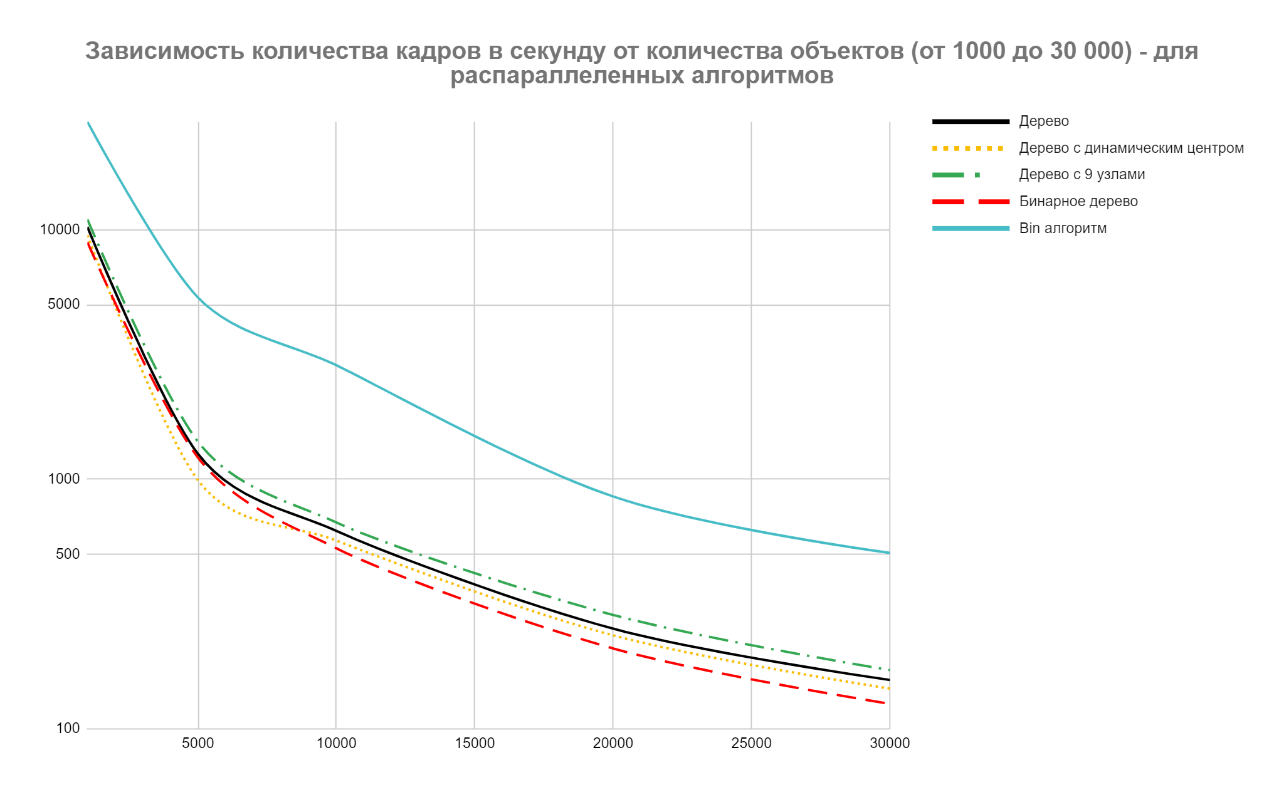 Зависимость количества кадров в секунду от количества объектов (от 1000 до 30 000) - для
распараллеленных алгоритмов
Дерево
Дерево с динамическим центром
Дерево с 9 узлами
Бинарное дерево
Bin алгоритм
10000
5000
1000
500
100
5000
10000
15000
20000
25000
30000